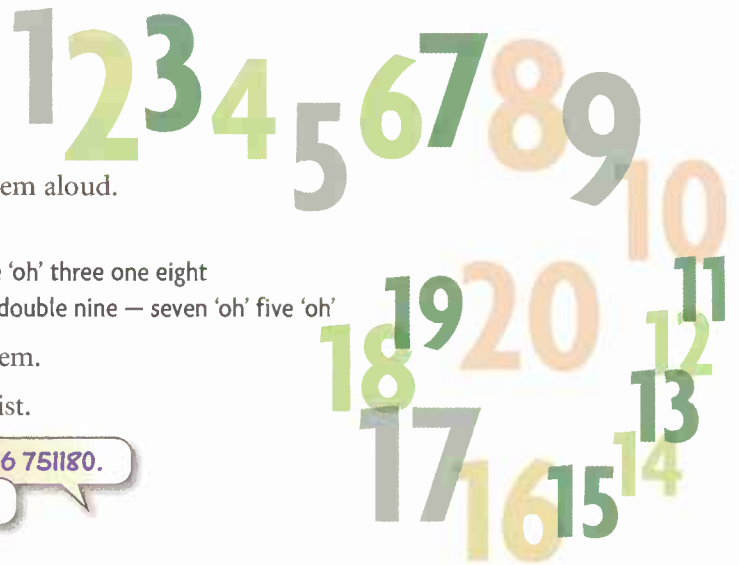 1 2 3 4 5 6 7 8 9
10
em aloud.
'oh' three one eight
double nine — seven 'oh' five 'oh'
em.
ist.
6 751180.
11
12
13
14
15
16
17
18
19
20